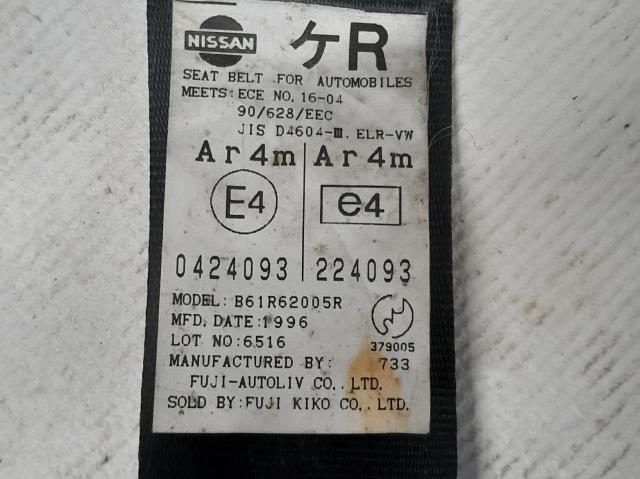 NISSAN ケR
SEAT BELT FOR AUTOMOBILES
MEETS: ECE NO. 16-04
90/628/EEC
JIS D4604-Ⅲ. ELR-VW
Ar4m Ar4m
E4 e4
0424093 224093
MODEL: B61R62005R
MFD. DATE: 1996
LOT NO: 6516
379005
MANUFACTURED BY: 733
FUJI-AUTOLIV CO., LTD.
SOLD BY: FUJI KIKO CO., LTD.